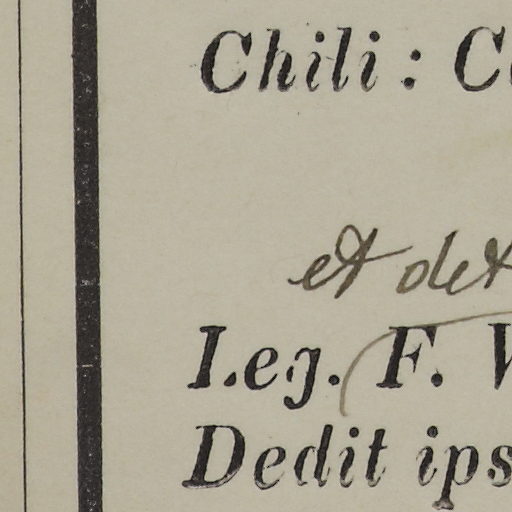 Chili : C
et det
Leg. F. V
Dedit ips